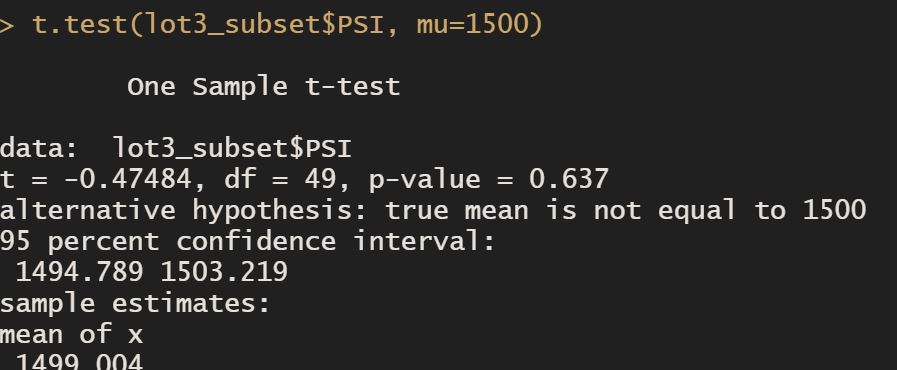 > t.test(lot3_subset$PSI, mu=1500)
One Sample t-test
data: lot3_subset$PSI
t = -0.47484, df = 49, p-value = 0.637
alternative hypothesis: true mean is not equal to 1500
95 percent confidence interval:
1494.789 1503.219
sample estimates:
mean of x
1499.004